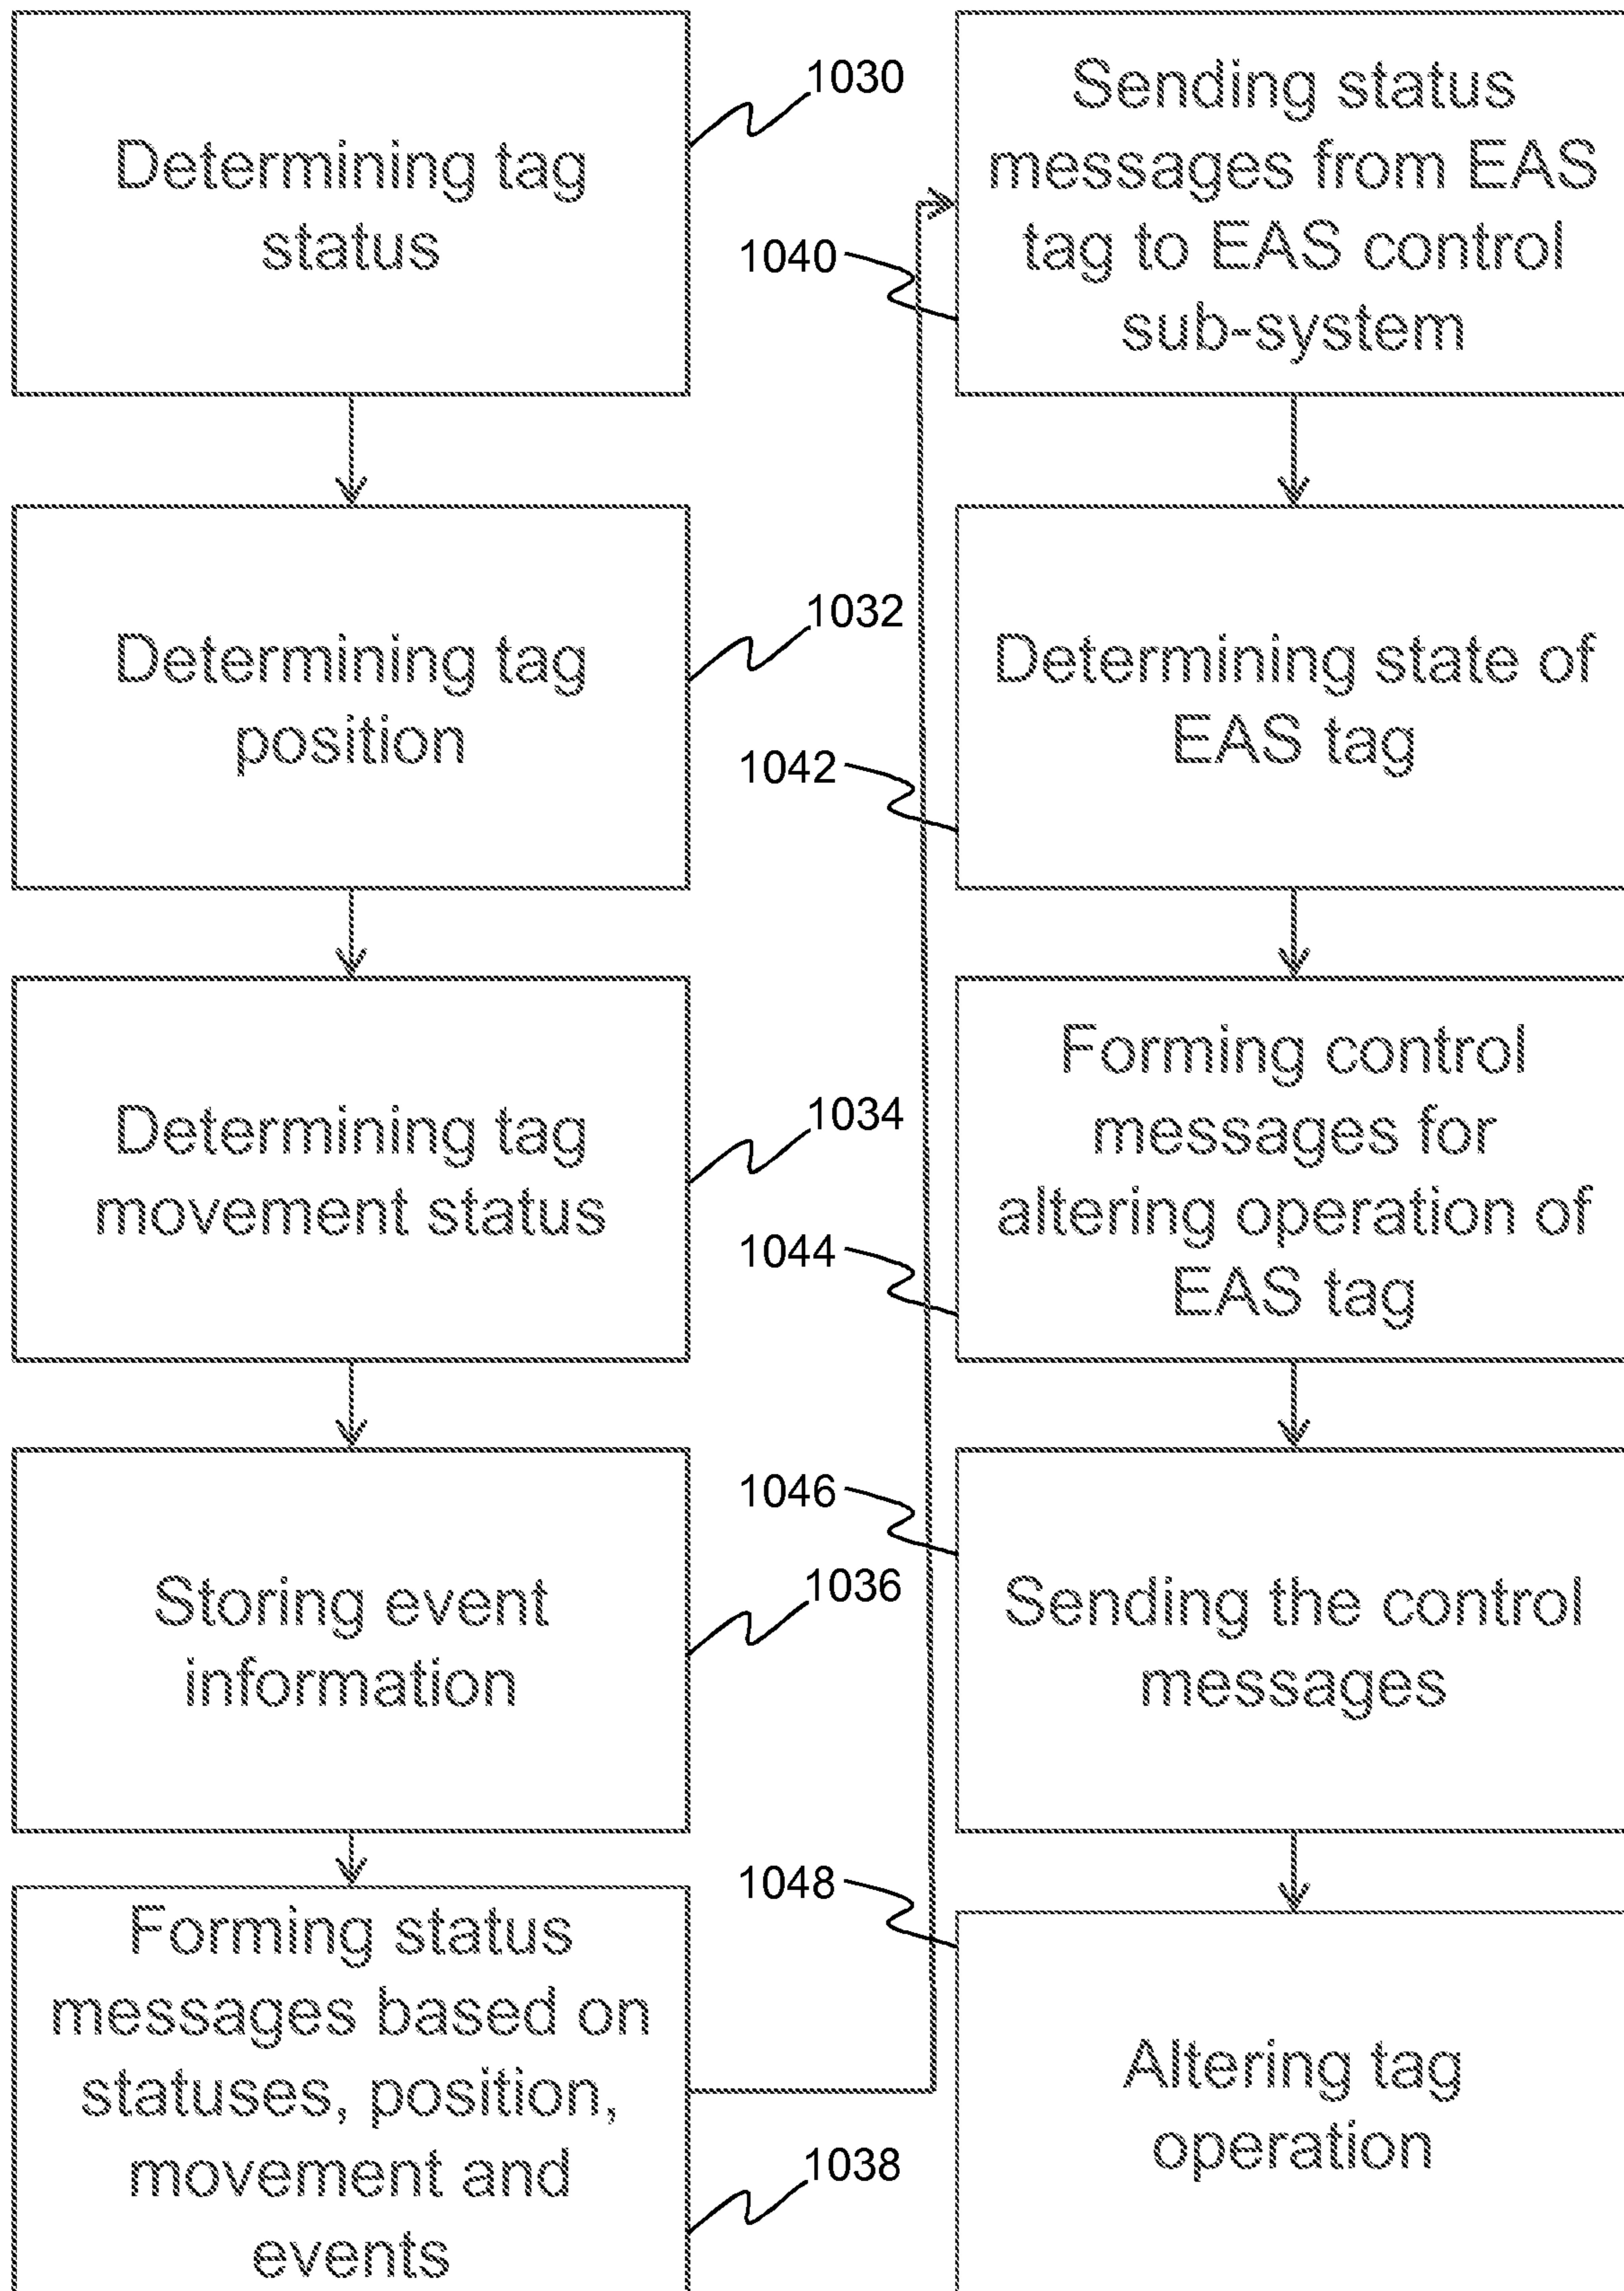 Determining tag
status
1030
Determining tag
position
1032
Determining tag
movement status
1034
Storing event
information
1036
Forming status
messages based on
statuses, position,
movement and
events
1038
Sending status
messages from EAS
tag to EAS control
sub-system
1040
Determining state of
EAS tag
1042
Forming control
messages for
altering operation of
EAS tag
1044
Sending the control
messages
1046
Altering tag
operation
1048